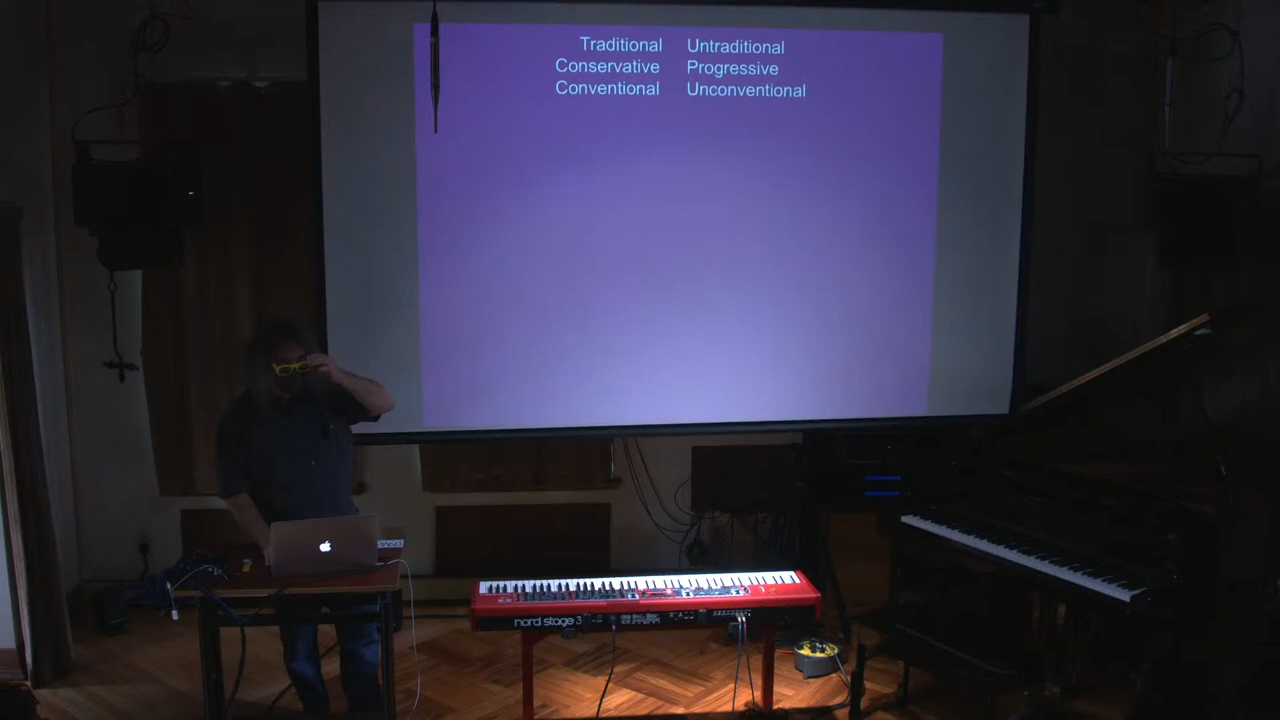 Traditional Untraditional
Conservative Progressive
Conventional Unconventional
nord stage 3